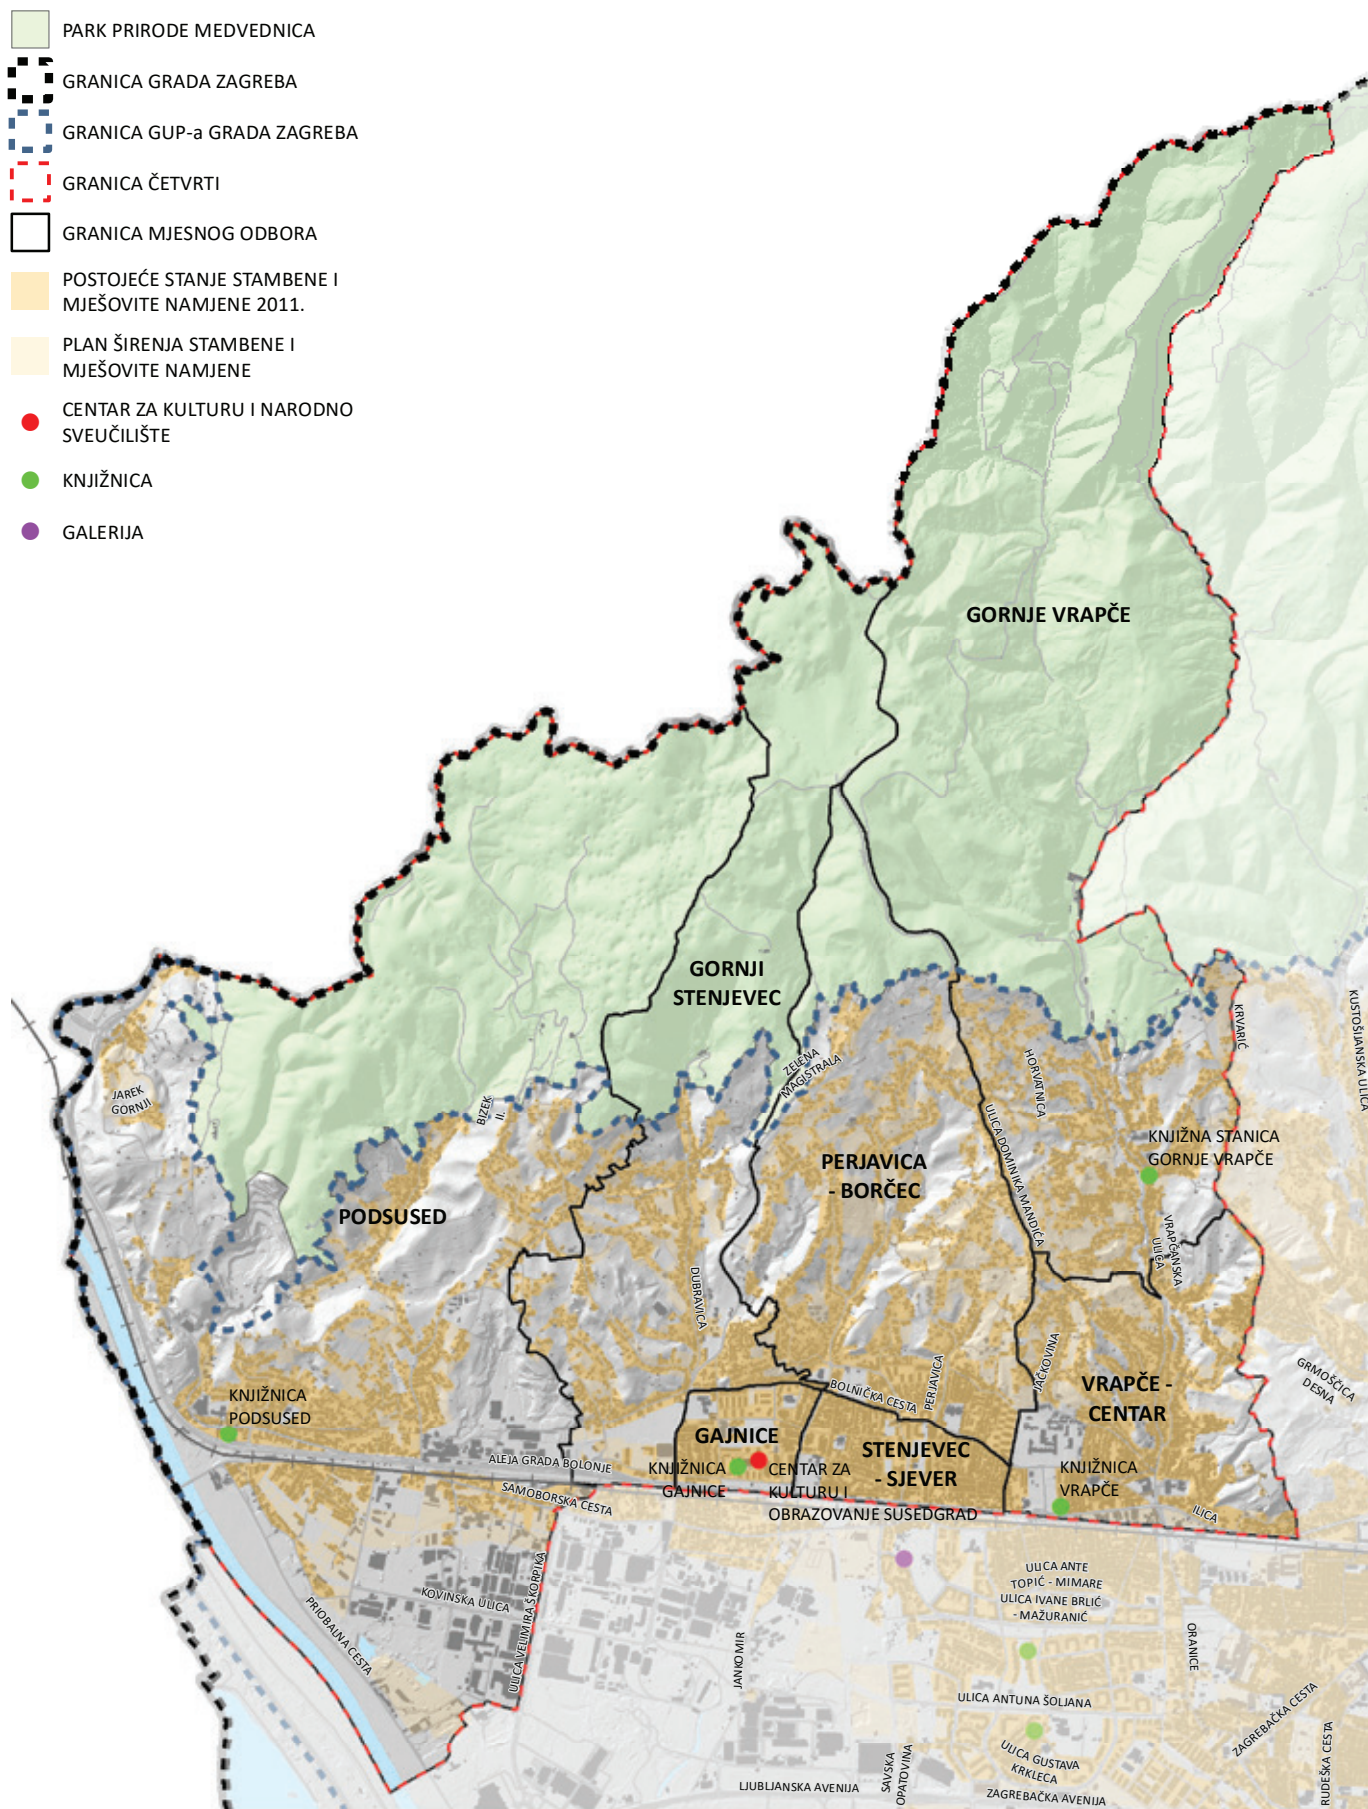 PARK PRIRODE MEDVEDNICA
GRANICA GRADA ZAGREBA
GRANICA GUP-a GRADA ZAGREBA
GRANICA ČETVRTI
GRANICA MJESNOG ODBORA
POSTOJEĆE STANJE STAMBENE I
MJEŠOVITE NAMJENE 2011.
PLAN ŠIRENJA STAMBENE I
MJEŠOVITE NAMJENE
CENTAR ZA KULTURU I NARODNO
SVEUČILIŠTE
KNJIŽNICA
GALERIJA
GORNJE VRAPČE
GORNJI
STENJEVEC
KRVARIĆ
KUSTOŠIJANSKA ULICA
ZELENA
MAGISTRALA
HORVATNICA
JAREK
GORNJI
BIZEK
II.
ULICA DOMINIKA MANDIĆA
KNJIŽNA STANICA
GORNJE VRAPČE
PERJAVICA
- BORČEC
PODSUSED
VRAPČANSKA
ULICA
DUBRAVICA
JAČKOVINA
PERJAVICA
GRMOŠČICA
DESNA
BOLNIČKA CESTA
VRAPČE -
CENTAR
KNJIŽNICA
PODSUSED
GAJNICE
STENJEVEC
- SJEVER
ALEJA GRADA BOLONJE
KNJIŽNICA
GAJNICE
CENTAR ZA
KULTURU I
OBRAZOVANJE SUSEDGRAD
KNJIŽNICA
VRAPČE
SAMOBORSKA CESTA
ILICA
ULICA ANTE
TOPIĆ - MIMARE
ULICA IVANE BRLIĆ
- MAŽURANIĆ
KOVINSKA ULICA
ULICA VELIMIRA ŠKORPIKA
PRIOBALNA CESTA
JANKOMIR
ORANICE
ULICA ANTUNA ŠOLJANA
ZAGREBAČKA CESTA
ULICA GUSTAVA
KRKLECA
SAVSKA
OPATOVINA
RUDEŠKA CESTA
LJUBLJANSKA AVENIJA
ZAGREBAČKA AVENIJA